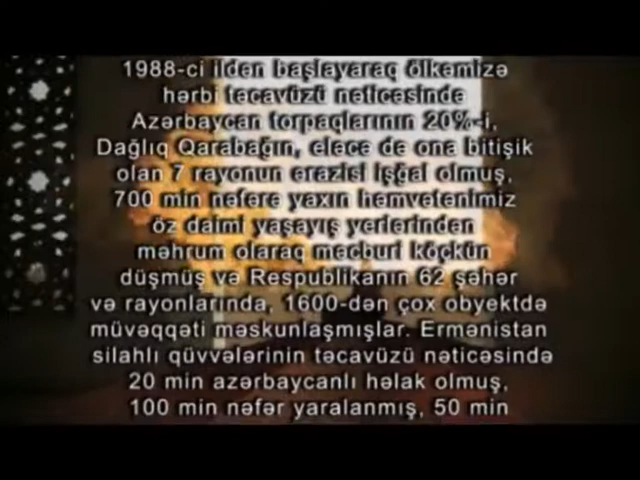 1988-ci ildən başlayaraq ölkəmizə
hərbi təcavüzü nəticəsində
Azərbaycan torpaqlarının 20%-i,
Dağlıq Qarabağın, eləcə də ona bitişik
olan 7 rayonun ərazisi işğal olmuş,
700 min nəfərə yaxın həmvətənimiz
öz daimi yaşayış yerlərindən
məhrum olaraq məcburi köçkün
düşmüş və Respublikanın 62 şəhər
və rayonlarında, 1600-dən çox obyektdə
müvəqqəti məskunlaşmışlar. Ermənistan
silahlı qüvvələrinin təcavüzü nəticəsində
20 min azərbaycanlı həlak olmuş,
100 min nəfər yaralanmış, 50 min